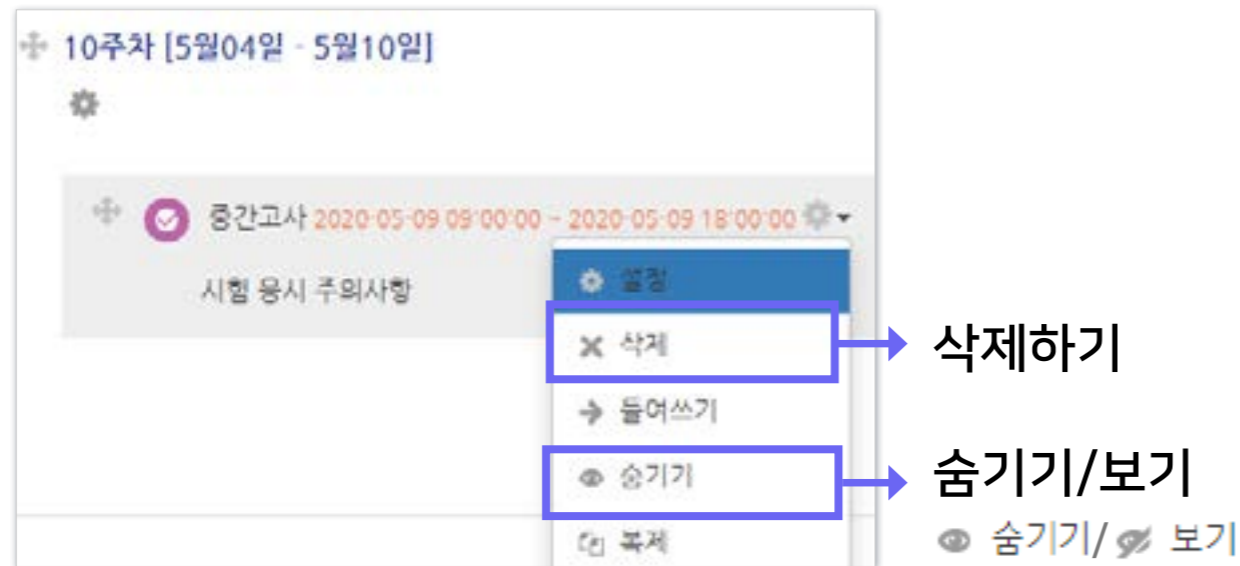 10주차 [5월04일 - 5월10일]
중간고사 2020-05-09 09:00:00 ~ 2020-05-09 18:00:00
시험 응시 주의사항
설정
삭제
들여쓰기
숨기기
복제
삭제하기
숨기기/보기
숨기기/ 보기